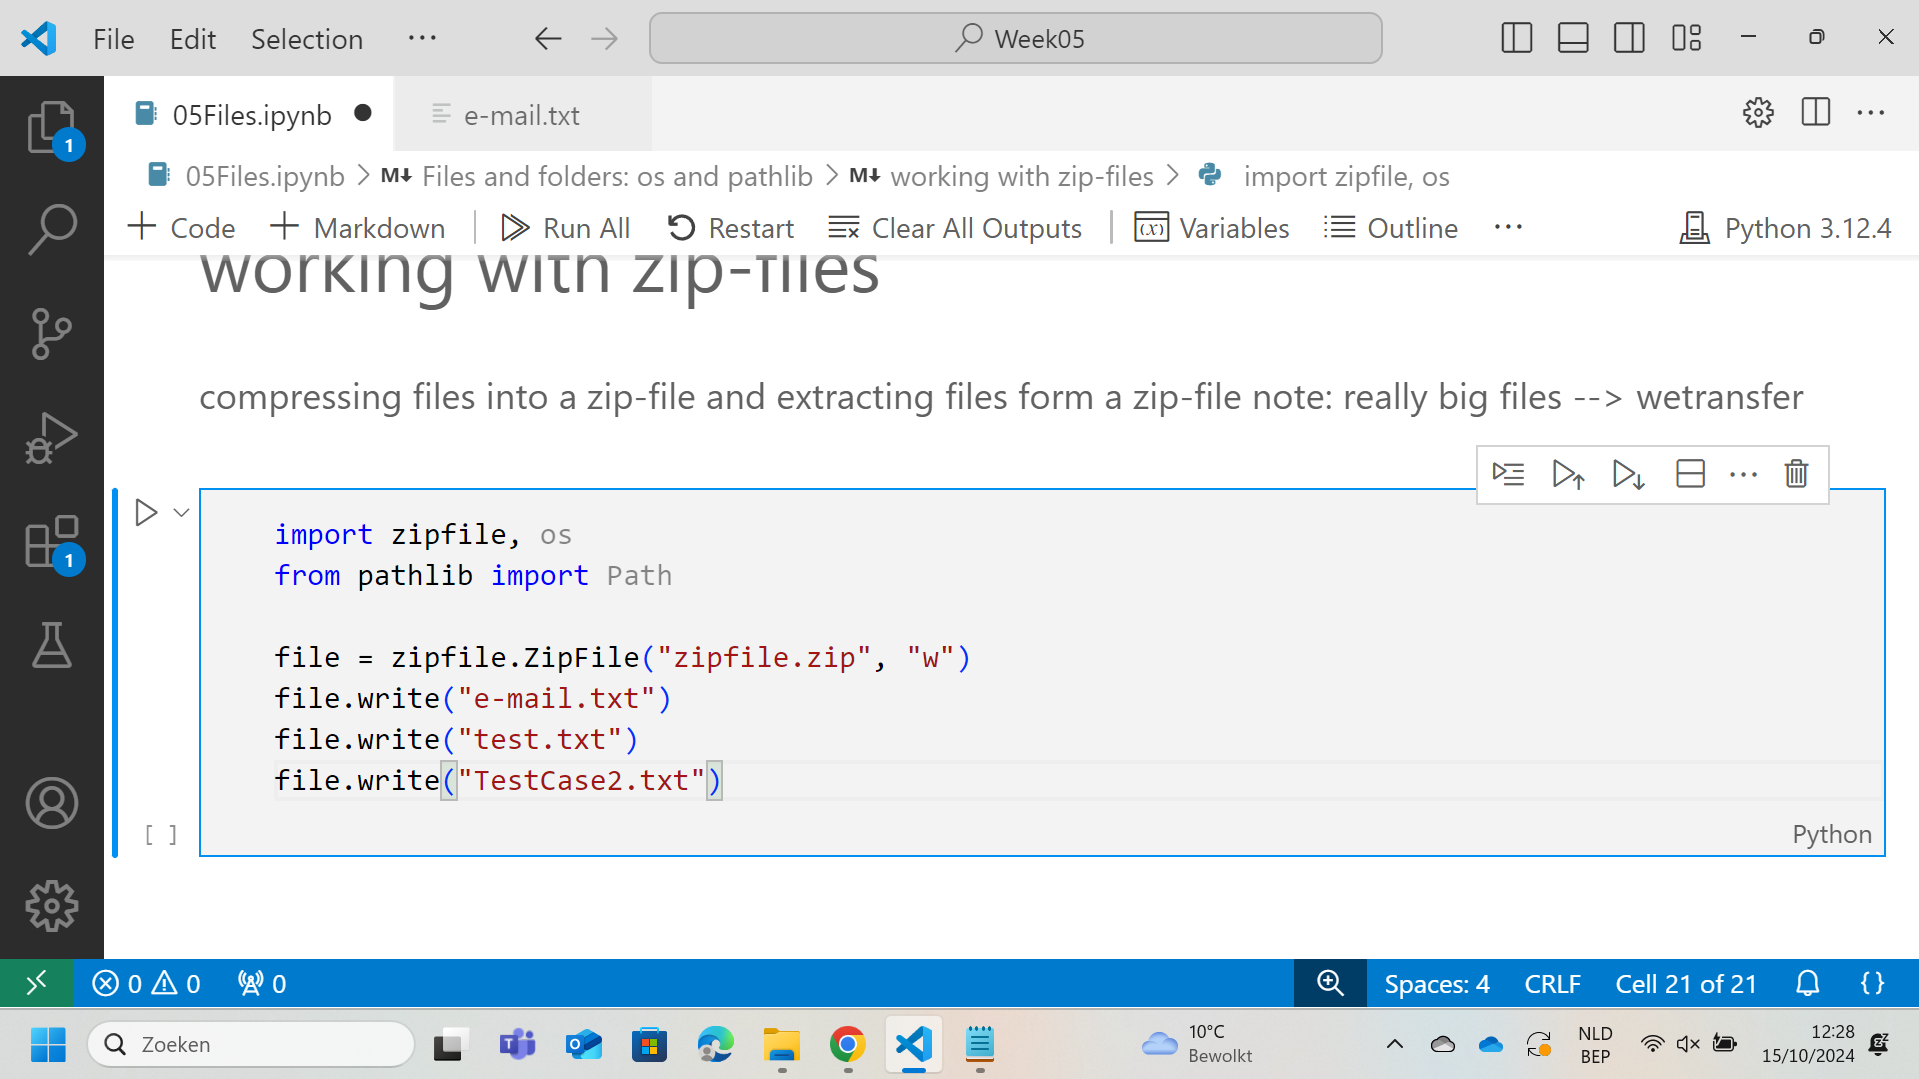 File Edit Selection ··· Week05
05Files.ipynb e-mail.txt
1
05Files.ipynb > M↓ Files and folders: os and pathlib > M↓ working with zip-files > import zipfile, os
+ Code + Markdown Run All Restart Clear All Outputs (x) Variables Outline ··· Python 3.12.4
working with zip-files
compressing files into a zip-file and extracting files form a zip-file note: really big files --> wetransfer
import zipfile, os
from pathlib import Path
1
file = zipfile.ZipFile("zipfile.zip", "w")
file.write("e-mail.txt")
file.write("test.txt")
file.write("TestCase2.txt")
[ ] Python
0 0 0 Spaces: 4 CRLF Cell 21 of 21 {}
Zoeken 10°C Bewolkt NLD BEP 12:28 15/10/2024